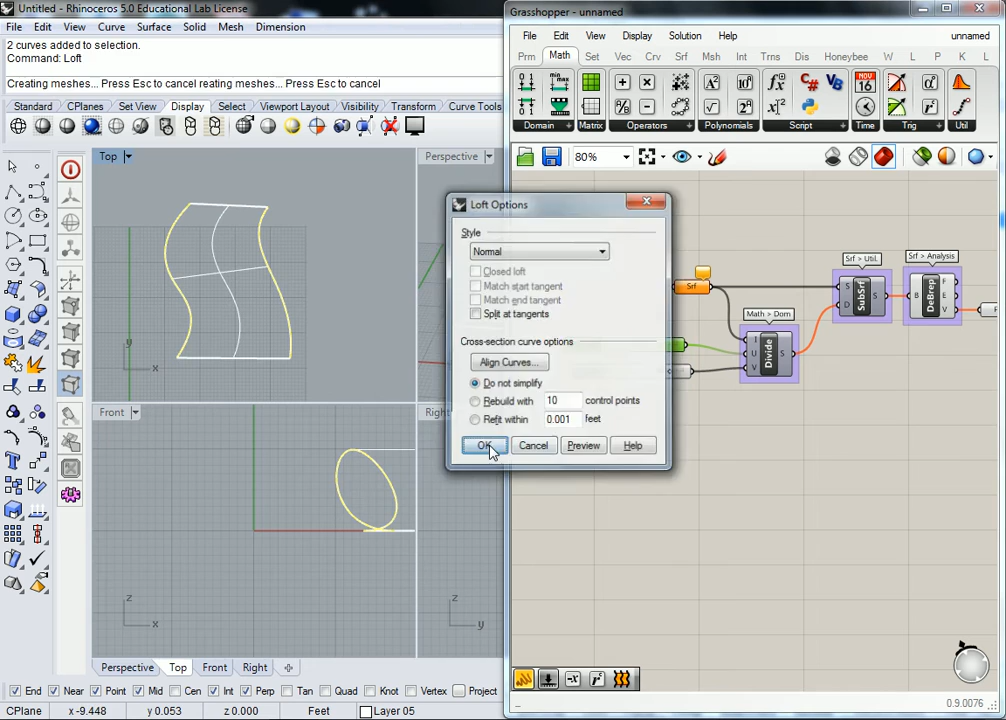 Untitled - Rhinoceros 5.0 Educational Lab License
File Edit View Curve Surface Solid Mesh Dimension
2 curves added to selection.
Command: Loft
Creating meshes... Press Esc to cancel reating meshes... Press Esc to cancel
Standard CPlanes Set View Display Select Viewport Layout Visibility Transform Curve Tools
Top
Perspective
y
x
Front
Right
z
x
z
y
Perspective Top Front Right
End Near Point Mid Cen Int Perp Tan Quad Knot Vertex Project
CPlane x -9.448 y 0.053 z 0.000 Feet Layer 05
Loft Options
Style
Normal
Closed loft
Match start tangent
Match end tangent
Split at tangents
Cross-section curve options
Align Curves...
Do not simplify
Rebuild with 10 control points
Refit within 0.001 feet
OK Cancel Preview Help
Grasshopper - unnamed
File Edit View Display Solution Help unnamed
Prm Math Set Vec Crv Srf Msh Int Trns Dis Honeybee L P K L
Domain Matrix Operators Polynomials Script Time Trig Util
min max
A² 10ˣ
C# VB
NOV
16
80%
Srf > Util.
Srf > Analysis
Srf
S D SubSrf S
B DeBrep F E V
Math > Dom
I U V Divide S
0.9.0076